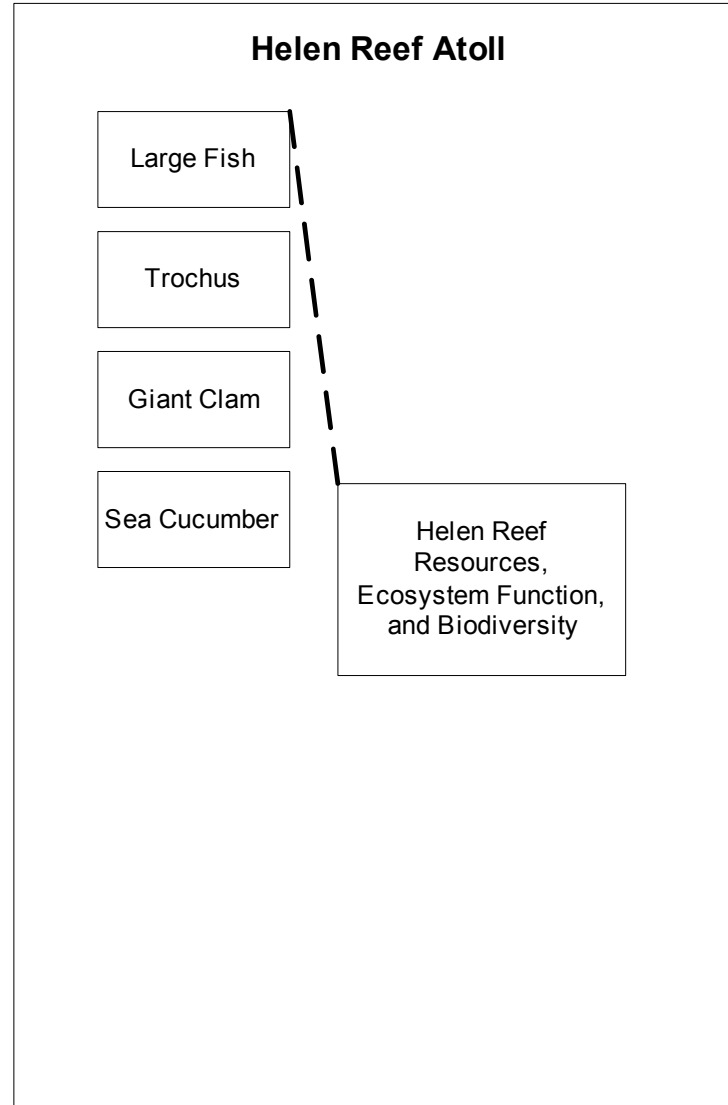 Helen Reef Atoll
Large Fish
Trochus
Giant Clam
Sea Cucumber
Helen Reef
Resources,
Ecosystem Function,
and Biodiversity